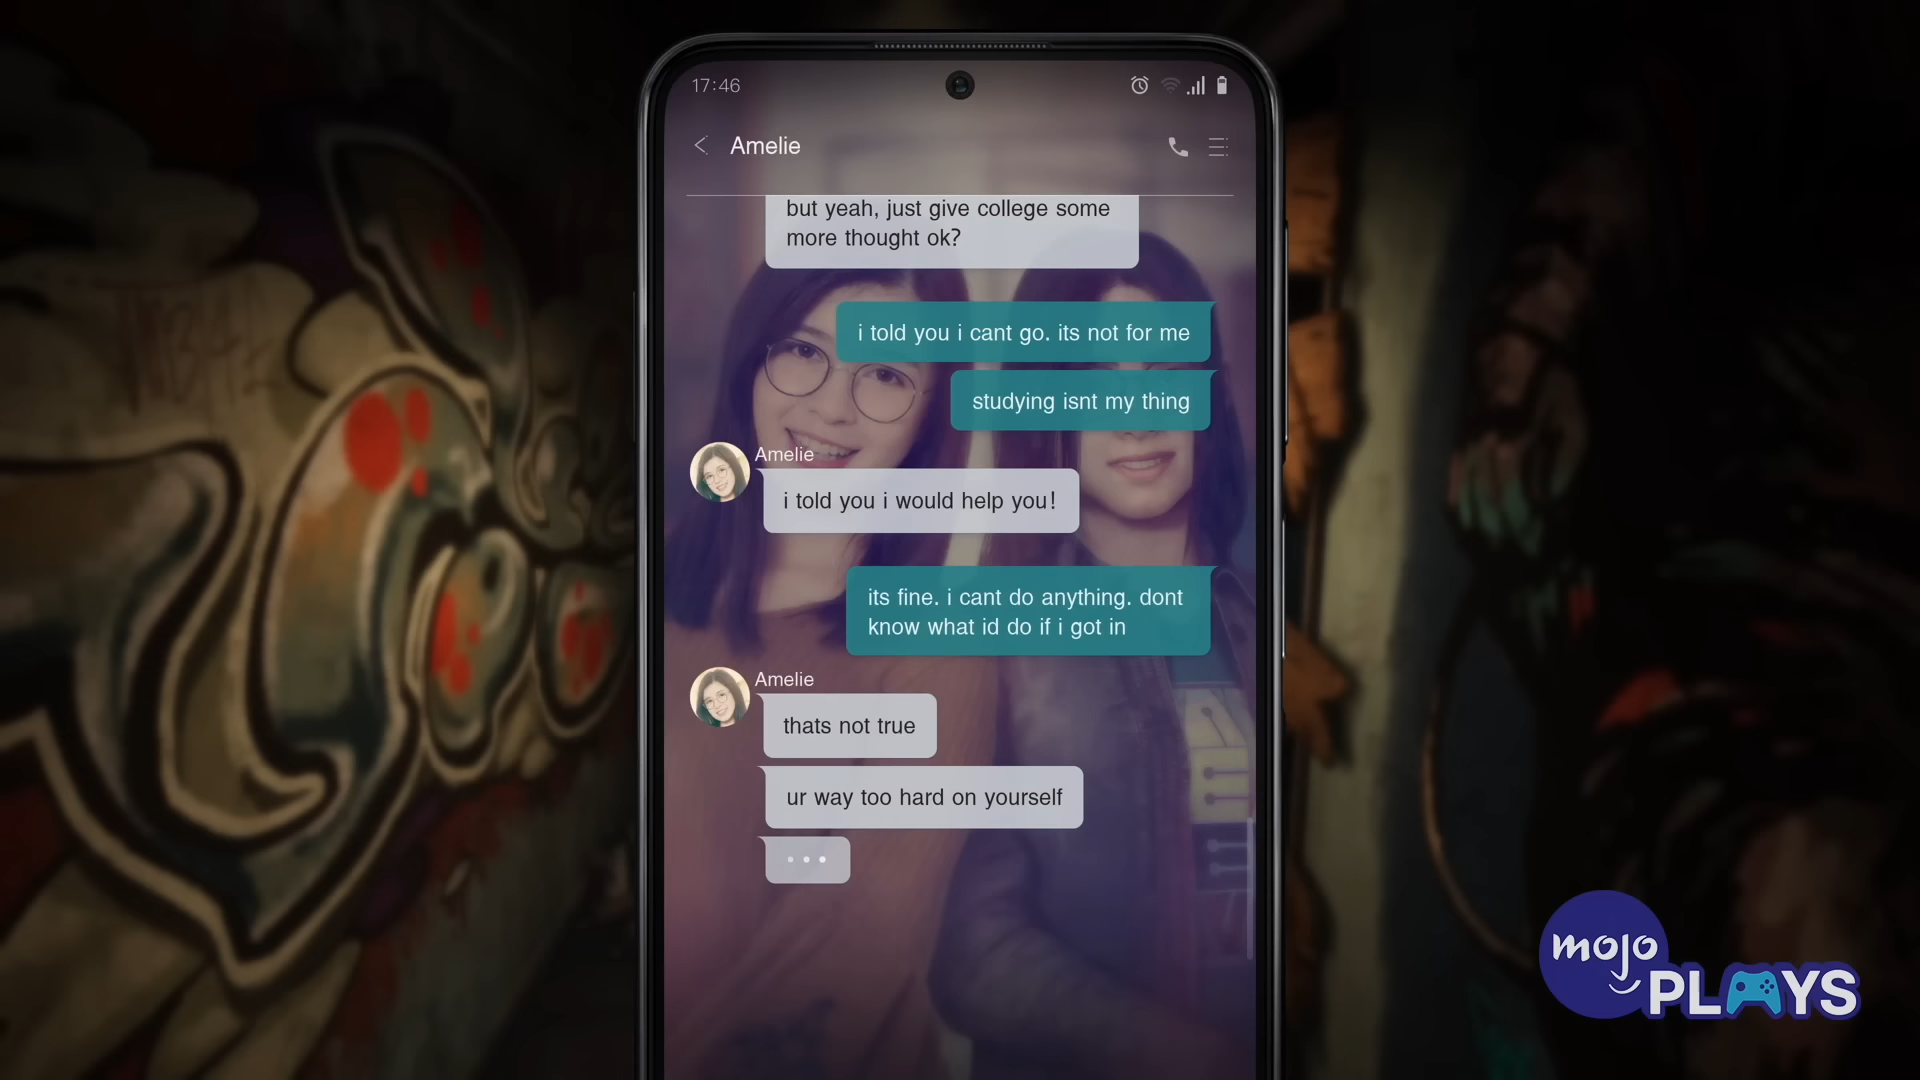 17:46
Amelie
but yeah, just give college some
more thought ok?
i told you i cant go. its not for me
studying isnt my thing
Amelie
i told you i would help you!
its fine. i cant do anything. dont
know what id do if i got in
Amelie
thats not true
ur way too hard on yourself
mojo
PLAYS